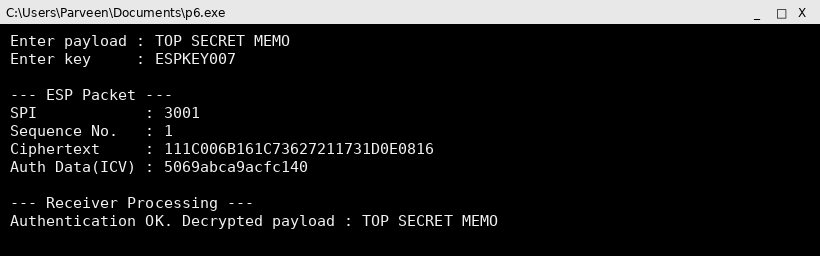 C:\Users\Parveen\Documents\p6.exe
Enter payload : TOP SECRET MEMO
Enter key     : ESPKEY007
--- ESP Packet ---
SPI            : 3001
Sequence No.   : 1
Ciphertext     : 111C006B161C73627211731D0E0816
Auth Data(ICV) : 5069abca9acfc140
--- Receiver Processing ---
Authentication OK. Decrypted payload : TOP SECRET MEMO